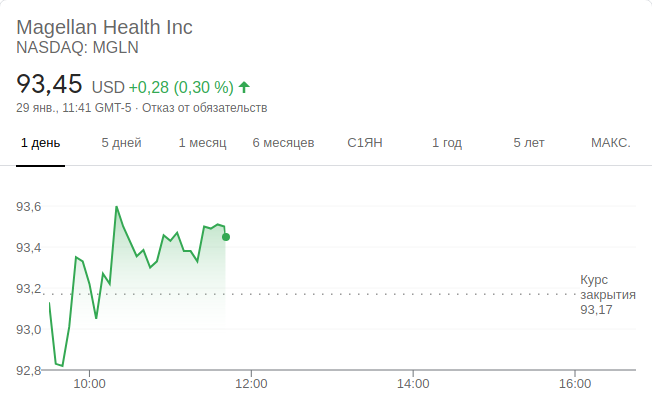 Magellan Health Inc
NASDAQ: MGLN
93,45 USD +0,28 (0,30 %)
29 янв., 11:41 GMT-5 · Отказ от обязательств
1 день 5 дней 1 месяц 6 месяцев С1ЯН 1 год 5 лет МАКС.
93,6
93,4
93,2
93,0
92,8
Курс
закрытия
93,17
10:00 12:00 14:00 16:00